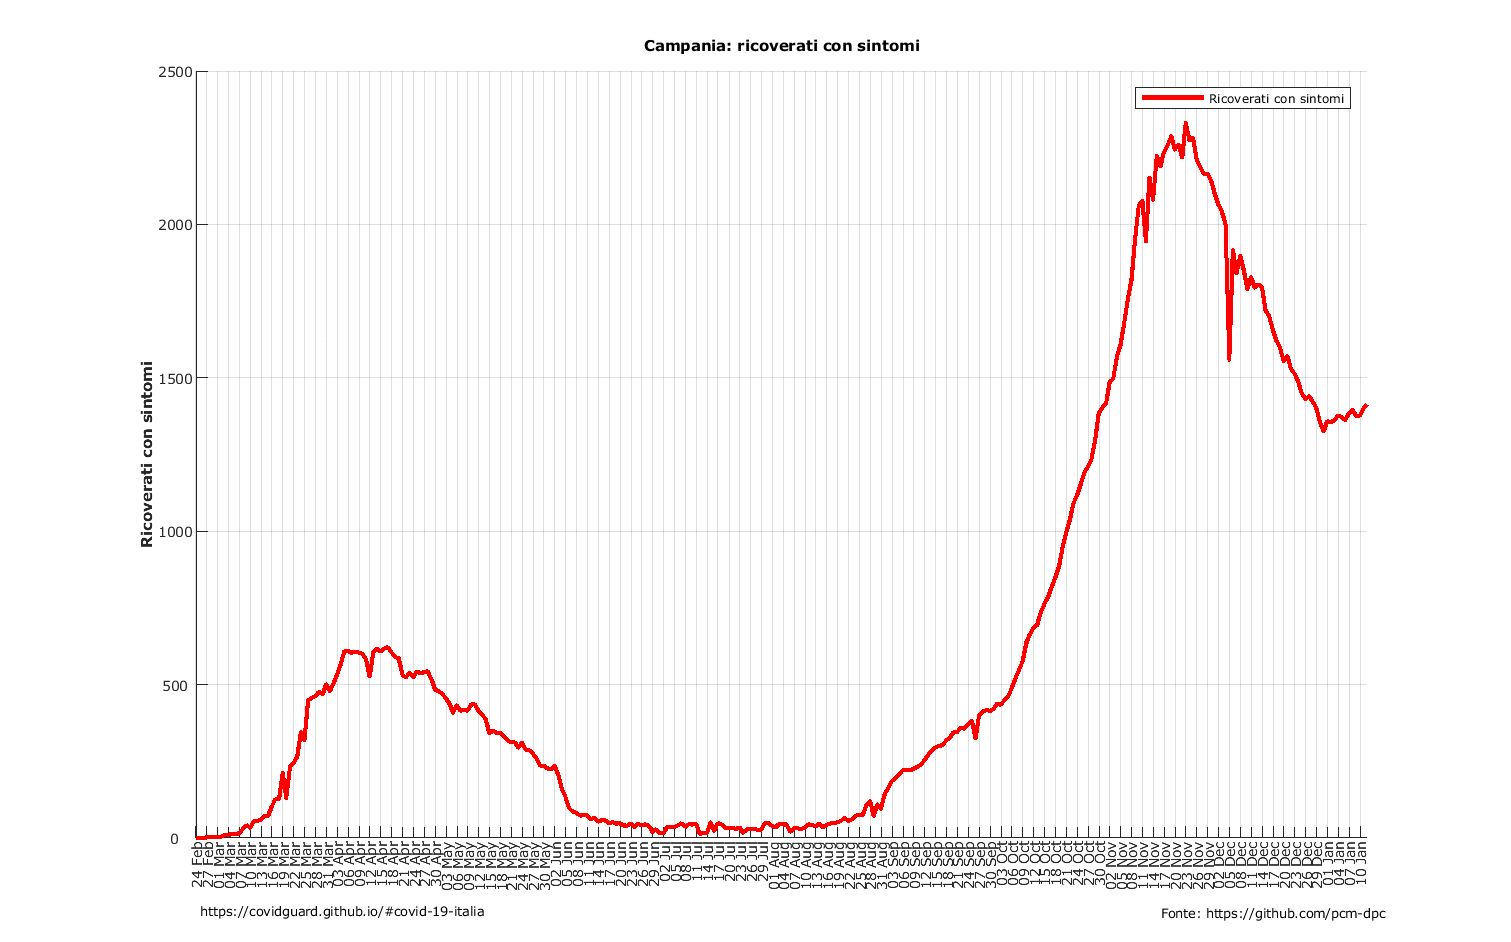 Campania: ricoverati con sintomi
Ricoverati con sintomi
Ricoverati con sintomi
2500
2000
1500
1000
500
0
24 Feb
27 Feb
01 Mar
04 Mar
07 Mar
10 Mar
13 Mar
16 Mar
19 Mar
22 Mar
25 Mar
28 Mar
31 Mar
03 Apr
06 Apr
09 Apr
12 Apr
15 Apr
18 Apr
21 Apr
24 Apr
27 Apr
30 Apr
03 May
06 May
09 May
12 May
15 May
18 May
21 May
24 May
27 May
30 May
02 Jun
05 Jun
08 Jun
11 Jun
14 Jun
17 Jun
20 Jun
23 Jun
26 Jun
29 Jun
02 Jul
05 Jul
08 Jul
11 Jul
14 Jul
17 Jul
20 Jul
23 Jul
26 Jul
29 Jul
01 Aug
04 Aug
07 Aug
10 Aug
13 Aug
16 Aug
19 Aug
22 Aug
25 Aug
28 Aug
31 Aug
03 Sep
06 Sep
09 Sep
12 Sep
15 Sep
18 Sep
21 Sep
24 Sep
27 Sep
30 Sep
03 Oct
06 Oct
09 Oct
12 Oct
15 Oct
18 Oct
21 Oct
24 Oct
27 Oct
30 Oct
02 Nov
05 Nov
08 Nov
11 Nov
14 Nov
17 Nov
20 Nov
23 Nov
26 Nov
29 Nov
02 Dec
05 Dec
08 Dec
11 Dec
14 Dec
17 Dec
20 Dec
23 Dec
26 Dec
29 Dec
01 Jan
04 Jan
07 Jan
10 Jan
https://covidguard.github.io/#covid-19-italia
Fonte: https://github.com/pcm-dpc